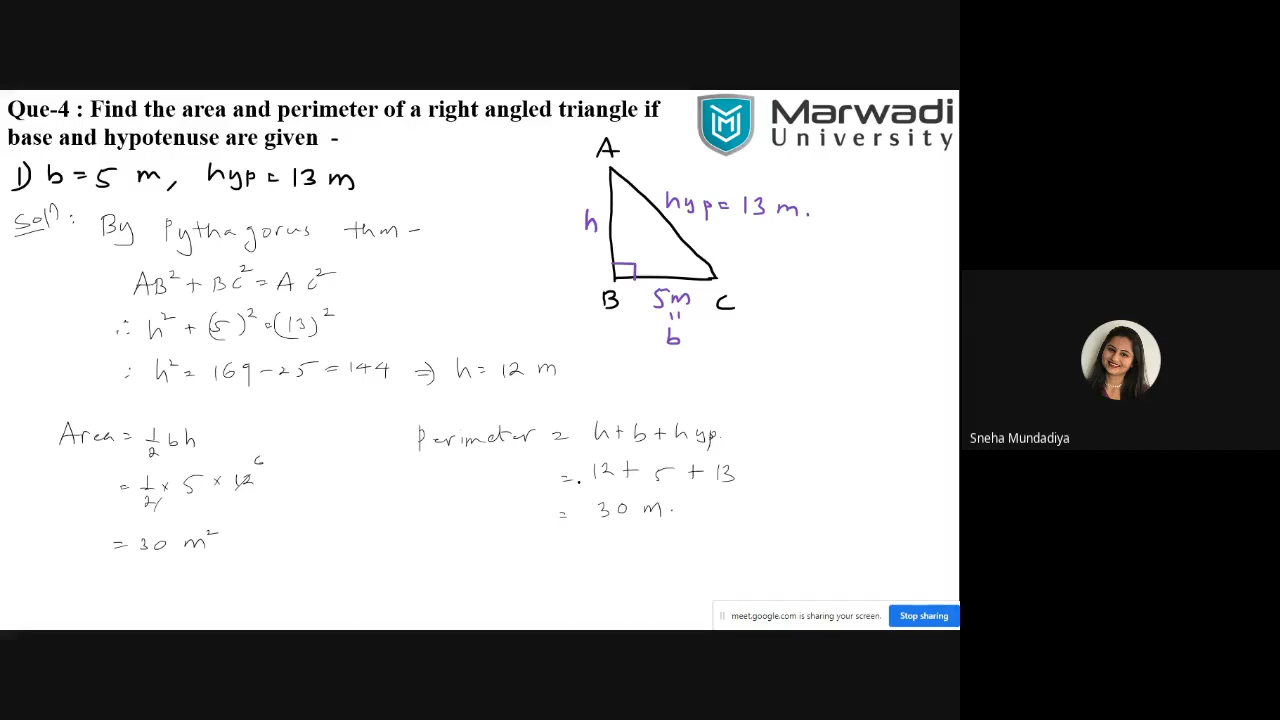 Que-4 : Find the area and perimeter of a right angled triangle if
base and hypotenuse are given -
Marwadi
University
1) b = 5 m, hyp = 13 m
A
h
hyp = 13 m.
B
5m
C
=
b
Solⁿ:
By Pythagorus thm -
AB² + BC² = AC²
∴ h² + (5)² = (13)²
∴ h² = 169 - 25 = 144 ⇒ h = 12 m
Area = 1/2 bh
= 1/2 × 5 × 12 6
= 30 m²
Perimeter = h + b + hyp.
= 12 + 5 + 13
= 30 m.
Sneha Mundadiya
meet.google.com is sharing your screen.
Stop sharing